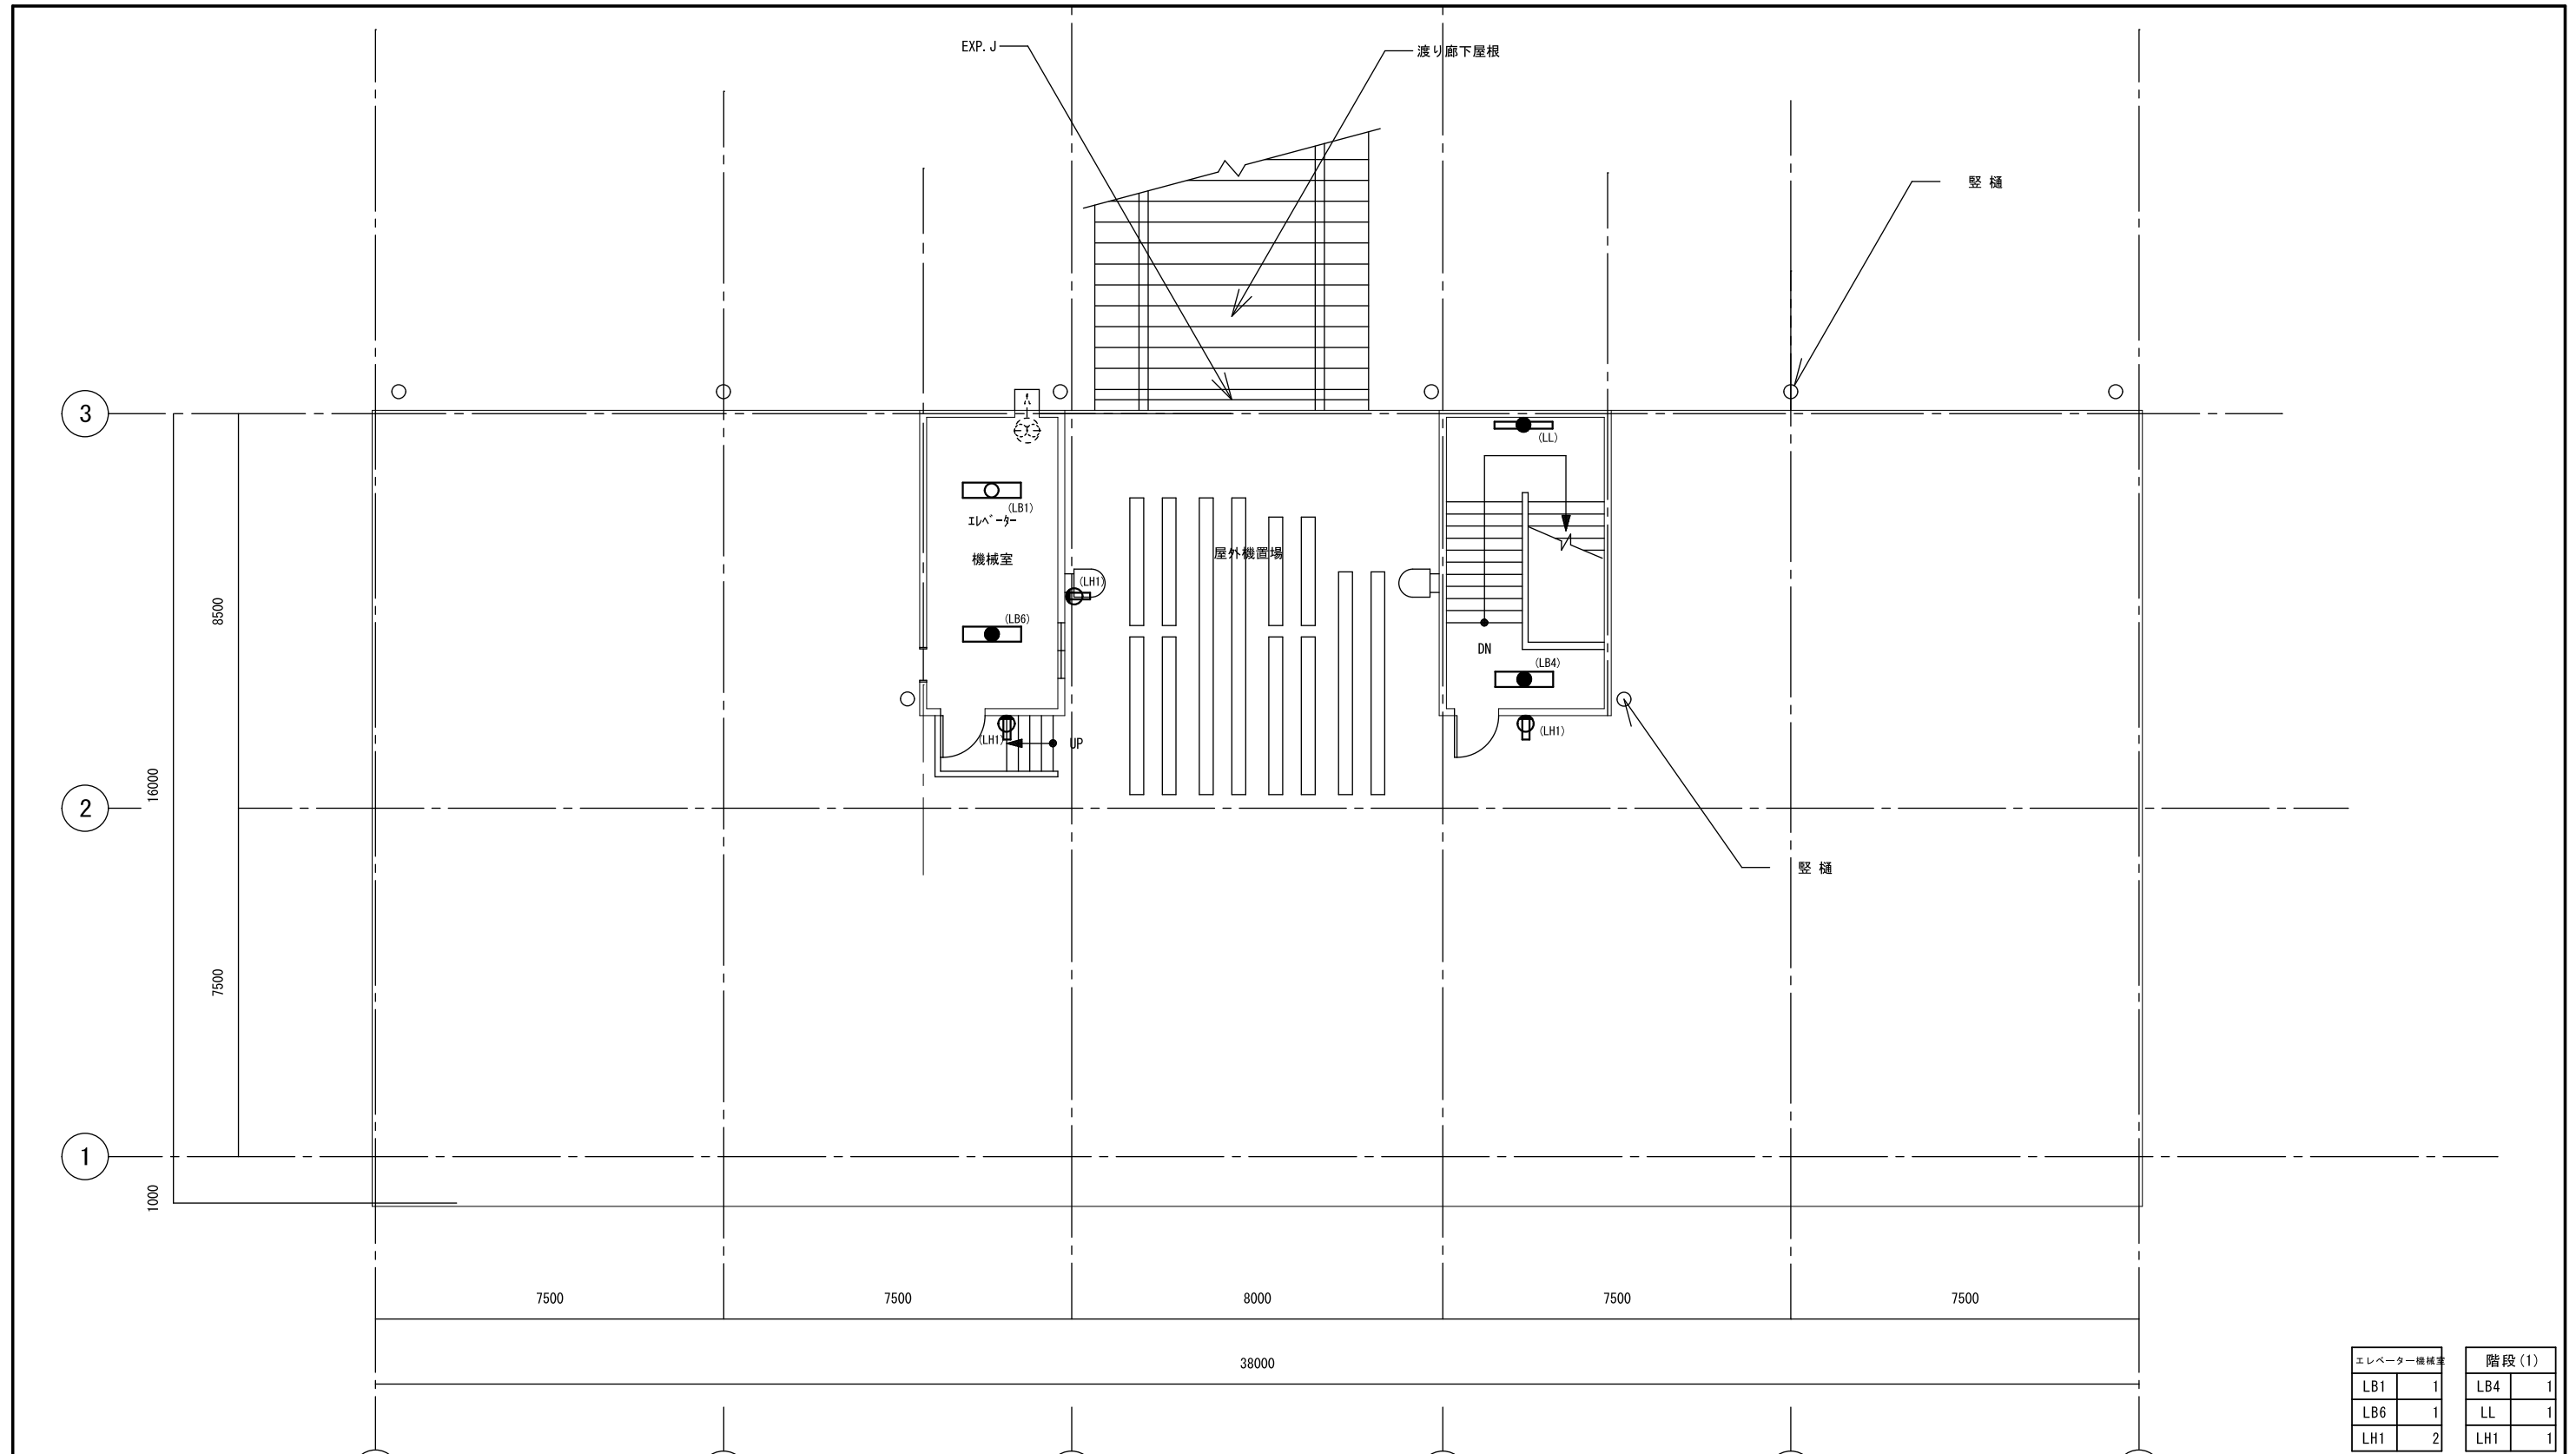 EXP.J
渡り廊下屋根
竪 樋
3
(LL)
(LB1)
エレベーター
機械室
屋外機置場
(LH1)
8500
(LB6)
DN
(LB4)
(LH1)
UP
(LH1)
16000
2
竪 樋
7500
1
1000
7500
7500
8000
7500
7500
38000
エレベーター機械室
LB1 1
LB6 1
LH1 2
階段(1)
LB4 1
LL 1
LH1 1